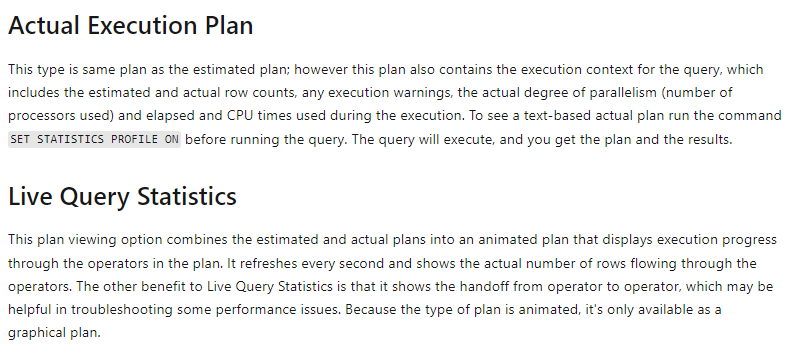 Actual Execution Plan
This type is same plan as the estimated plan; however this plan also contains the execution context for the query, which
includes the estimated and actual row counts, any execution warnings, the actual degree of parallelism (number of
processors used) and elapsed and CPU times used during the execution. To see a text-based actual plan run the command
SET STATISTICS PROFILE ON before running the query. The query will execute, and you get the plan and the results.
Live Query Statistics
This plan viewing option combines the estimated and actual plans into an animated plan that displays execution progress
through the operators in the plan. It refreshes every second and shows the actual number of rows flowing through the
operators. The other benefit to Live Query Statistics is that it shows the handoff from operator to operator, which may be
helpful in troubleshooting some performance issues. Because the type of plan is animated, it's only available as a
graphical plan.